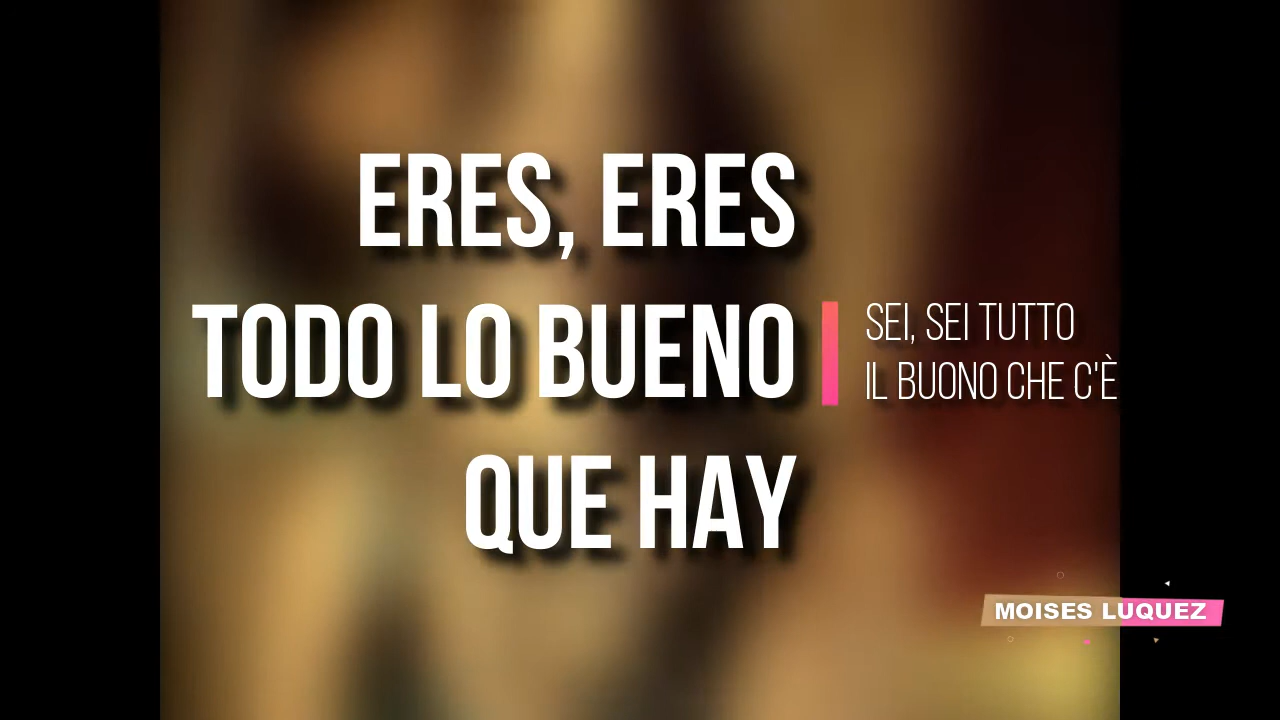 ERES, ERES
TODO LO BUENO
QUE HAY
SEI, SEI TUTTO
IL BUONO CHE C'È
MOISES LUQUEZ